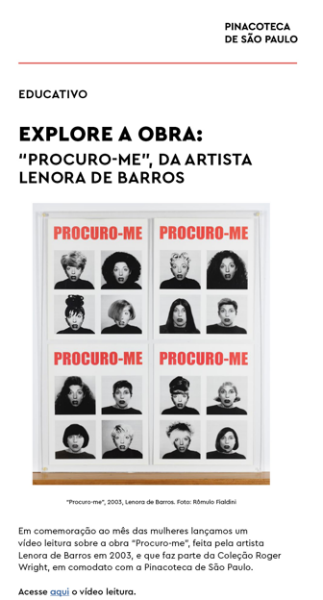 PINACOTECA
DE SÃO PAULO
EDUCATIVO
EXPLORE A OBRA:
“PROCURO-ME”, DA ARTISTA
LENORA DE BARROS
PROCURO-ME PROCURO-ME
PROCURO-ME PROCURO-ME
“Procuro-me”, 2003, Lenora de Barros. Foto: Rômulo Fialdini
Em comemoração ao mês das mulheres lançamos um
vídeo leitura sobre a obra “Procuro-me”, feita pela artista
Lenora de Barros em 2003, e que faz parte da Coleção Roger
Wright, em comodato com a Pinacoteca de São Paulo.
Acesse aqui o vídeo leitura.